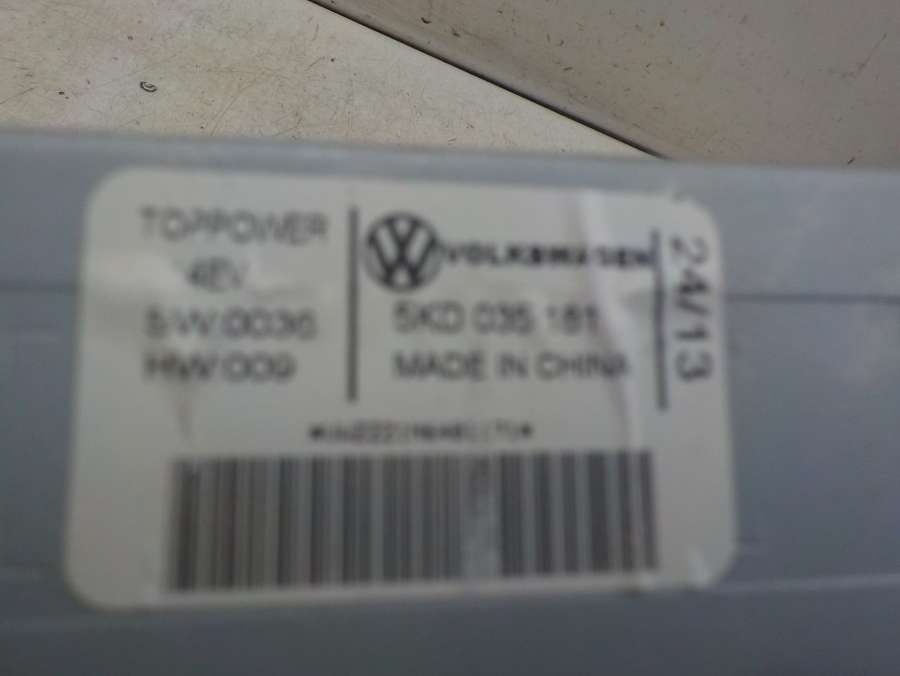 TOPPOWER
4EV
S/W:0036
HW:009
VOLKSWAGEN
5KD 035 181
MADE IN CHINA
24/13